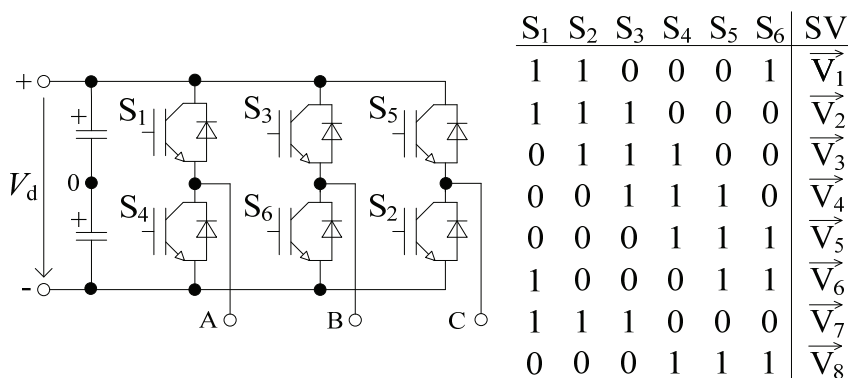 +
S1
S3
S5
+
Vd
0
+
S4
S6
S2
-
A
B
C
S1 S2 S3 S4 S5 S6 SV
1 1 0 0 0 1 V1
1 1 1 0 0 0 V2
0 1 1 1 0 0 V3
0 0 1 1 1 0 V4
0 0 0 1 1 1 V5
1 0 0 0 1 1 V6
1 1 1 0 0 0 V7
0 0 0 1 1 1 V8